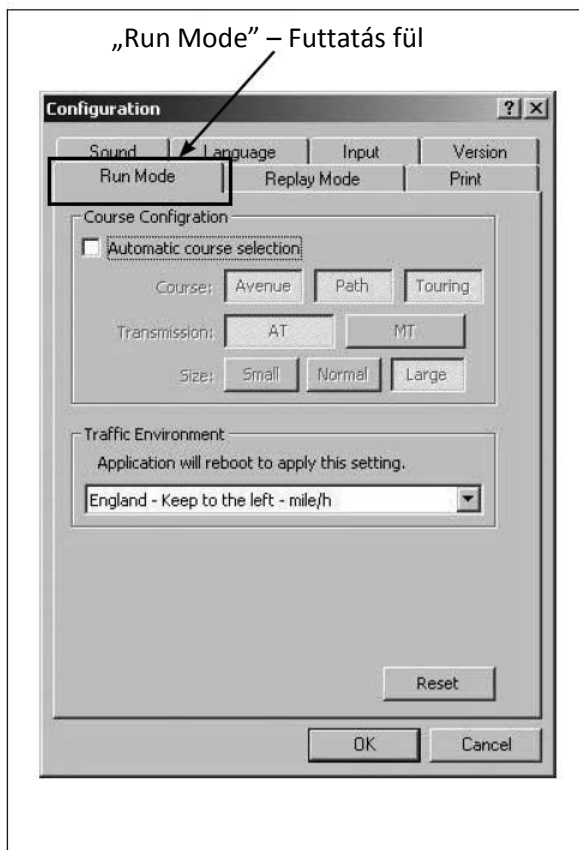 „Run Mode” – Futtatás fül
Configuration
Sound Language Input Version
Run Mode Replay Mode Print
Course Configration
Automatic course selection
Course: Avenue Path Touring
Transmission: AT MT
Size: Small Normal Large
Traffic Environment
Application will reboot to apply this setting.
England - Keep to the left - mile/h
Reset
OK Cancel